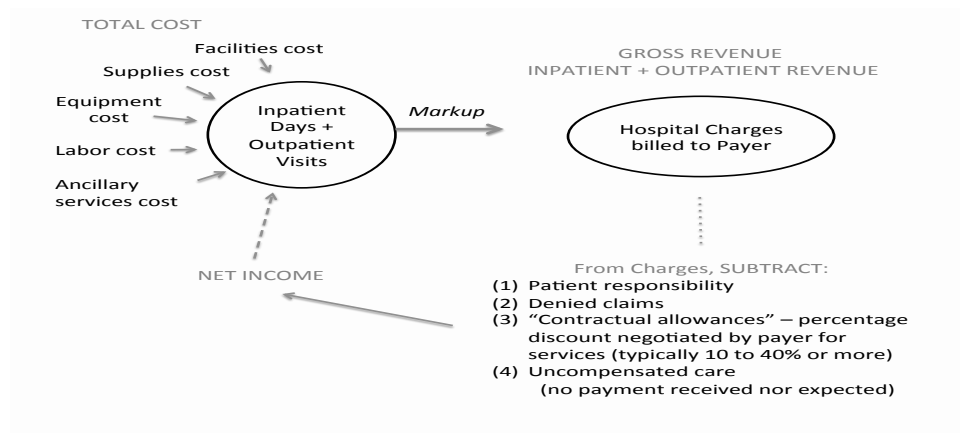 TOTAL COST
Facilities cost
Supplies cost
Equipment
cost
Labor cost
Ancillary
services cost
Inpatient
Days +
Outpatient
Visits
Markup
GROSS REVENUE
INPATIENT + OUTPATIENT REVENUE
Hospital Charges
billed to Payer
From Charges, SUBTRACT:
(1) Patient responsibility
(2) Denied claims
(3) “Contractual allowances” – percentage
discount negotiated by payer for
services (typically 10 to 40% or more)
(4) Uncompensated care
(no payment received nor expected)
NET INCOME